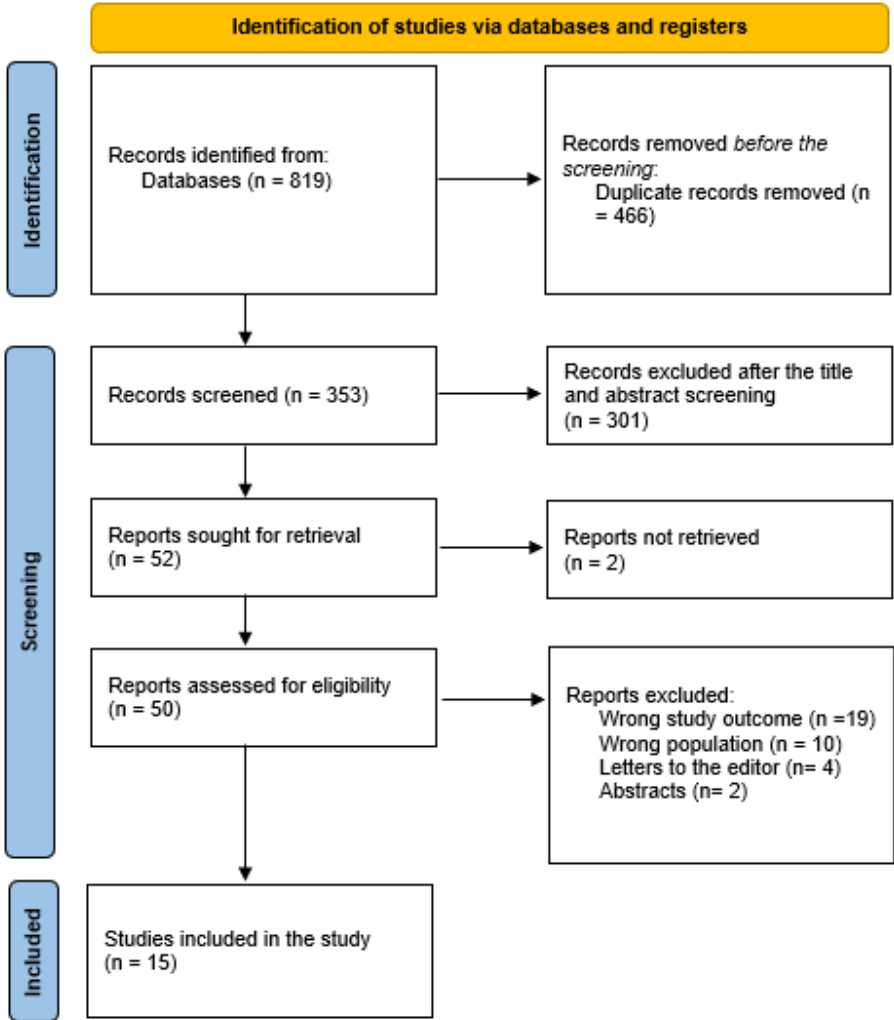 Identification of studies via databases and registers
Identification
Records identified from:
Databases (n = 819)
Records removed before the
screening:
Duplicate records removed (n
= 466)
Screening
Records screened (n = 353)
Records excluded after the title
and abstract screening
(n = 301)
Reports sought for retrieval
(n = 52)
Reports not retrieved
(n = 2)
Reports assessed for eligibility
(n = 50)
Reports excluded:
Wrong study outcome (n =19)
Wrong population (n = 10)
Letters to the editor (n= 4)
Abstracts (n= 2)
Included
Studies included in the study
(n = 15)